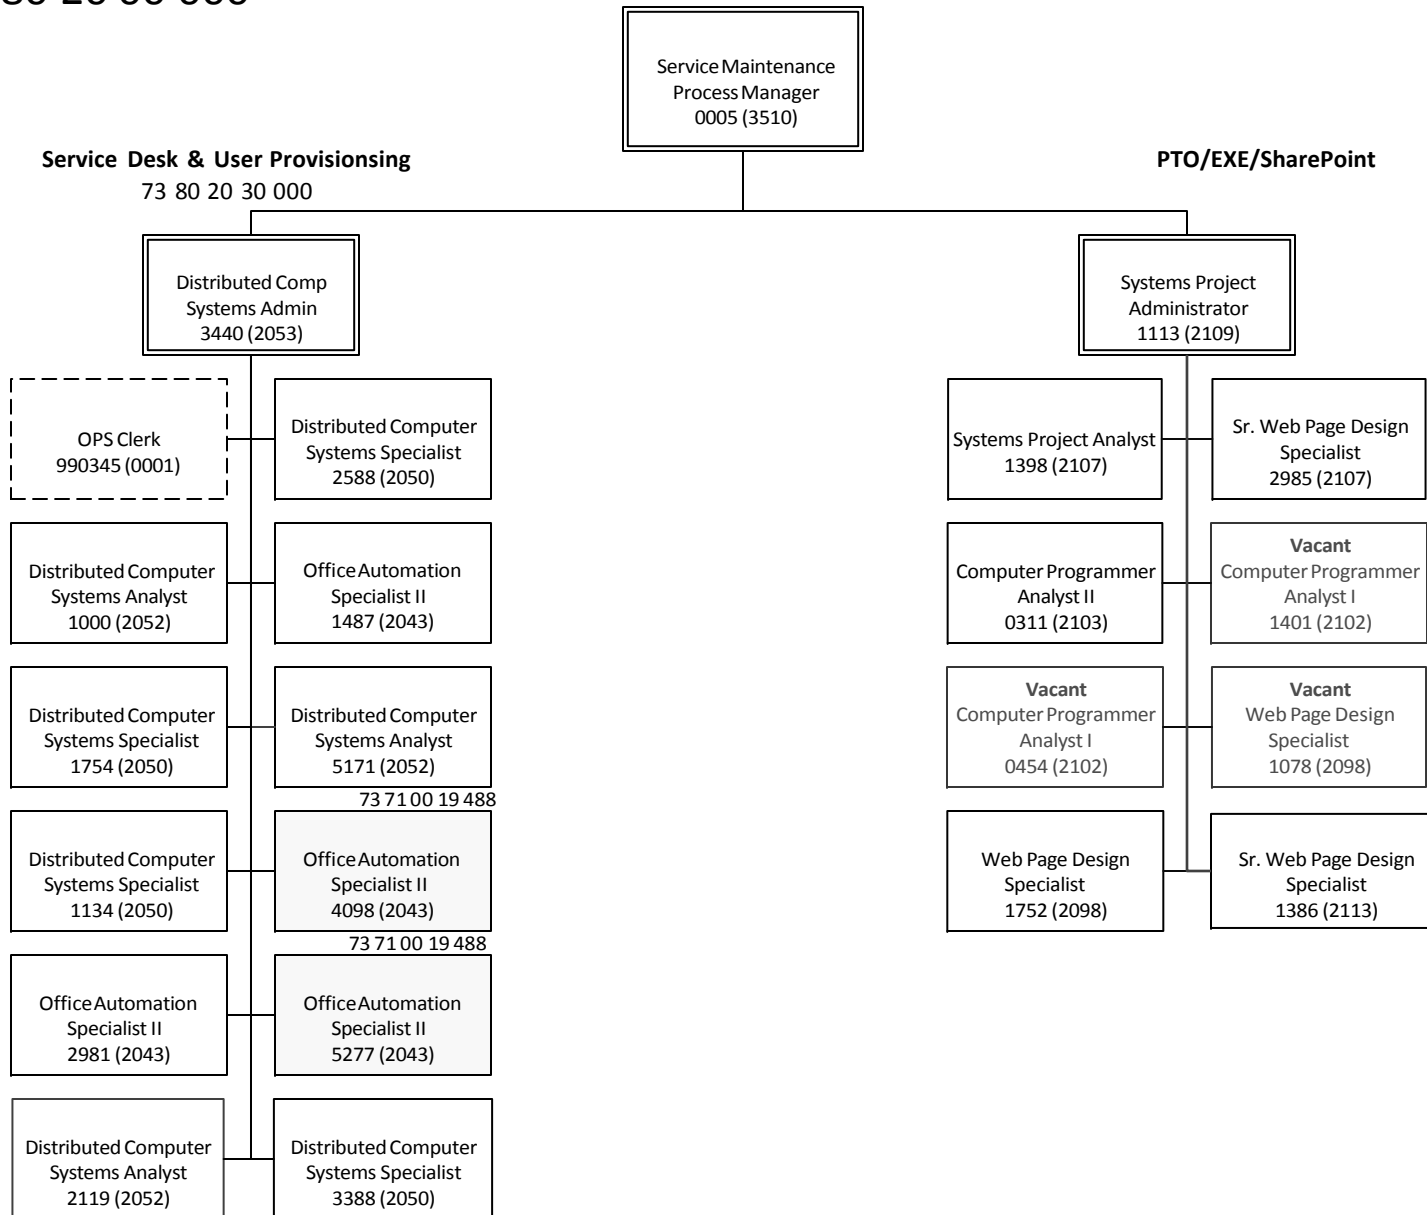 Service Maintenance
Process Manager
0005 (3510)
Service Desk & User Provisionsing
73 80 20 30 000
PTO/EXE/SharePoint
Distributed Comp
Systems Admin
3440 (2053)
Systems Project
Administrator
1113 (2109)
OPS Clerk
990345 (0001)
Distributed Computer
Systems Specialist
2588 (2050)
Systems Project Analyst
1398 (2107)
Sr. Web Page Design
Specialist
2985 (2107)
Distributed Computer
Systems Analyst
1000 (2052)
Office Automation
Specialist II
1487 (2043)
Computer Programmer
Analyst II
0311 (2103)
Vacant
Computer Programmer
Analyst I
1401 (2102)
Distributed Computer
Systems Specialist
1754 (2050)
Distributed Computer
Systems Analyst
5171 (2052)
Vacant
Computer Programmer
Analyst I
0454 (2102)
Vacant
Web Page Design
Specialist
1078 (2098)
73 71 00 19 488
Distributed Computer
Systems Specialist
1134 (2050)
Office Automation
Specialist II
4098 (2043)
Web Page Design
Specialist
1752 (2098)
Sr. Web Page Design
Specialist
1386 (2113)
73 71 00 19 488
Office Automation
Specialist II
2981 (2043)
Office Automation
Specialist II
5277 (2043)
Distributed Computer
Systems Analyst
2119 (2052)
Distributed Computer
Systems Specialist
3388 (2050)